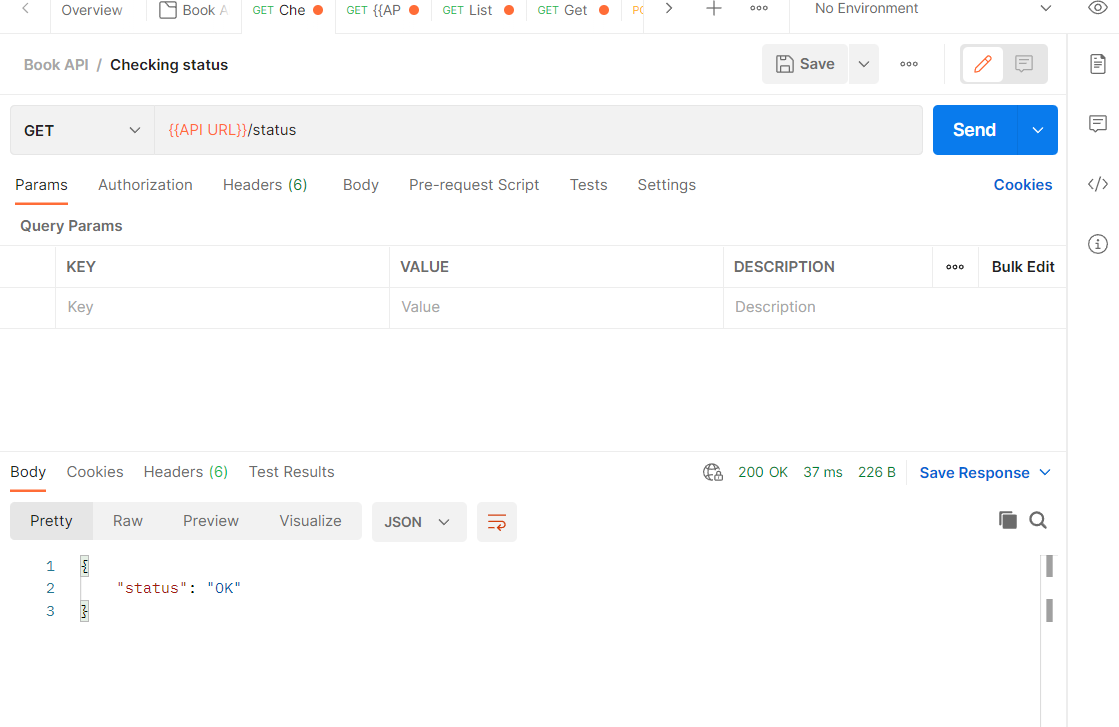 Overview Book A GET Che GET {{AP GET List GET Get PO No Environment
Book API / Checking status Save
GET {{API URL}}/status Send
Params Authorization Headers (6) Body Pre-request Script Tests Settings Cookies
Query Params
KEY VALUE DESCRIPTION Bulk Edit
Key Value Description
Body Cookies Headers (6) Test Results 200 OK 37 ms 226 B Save Response
Pretty Raw Preview Visualize JSON
1 {
2 "status": "OK"
3 }